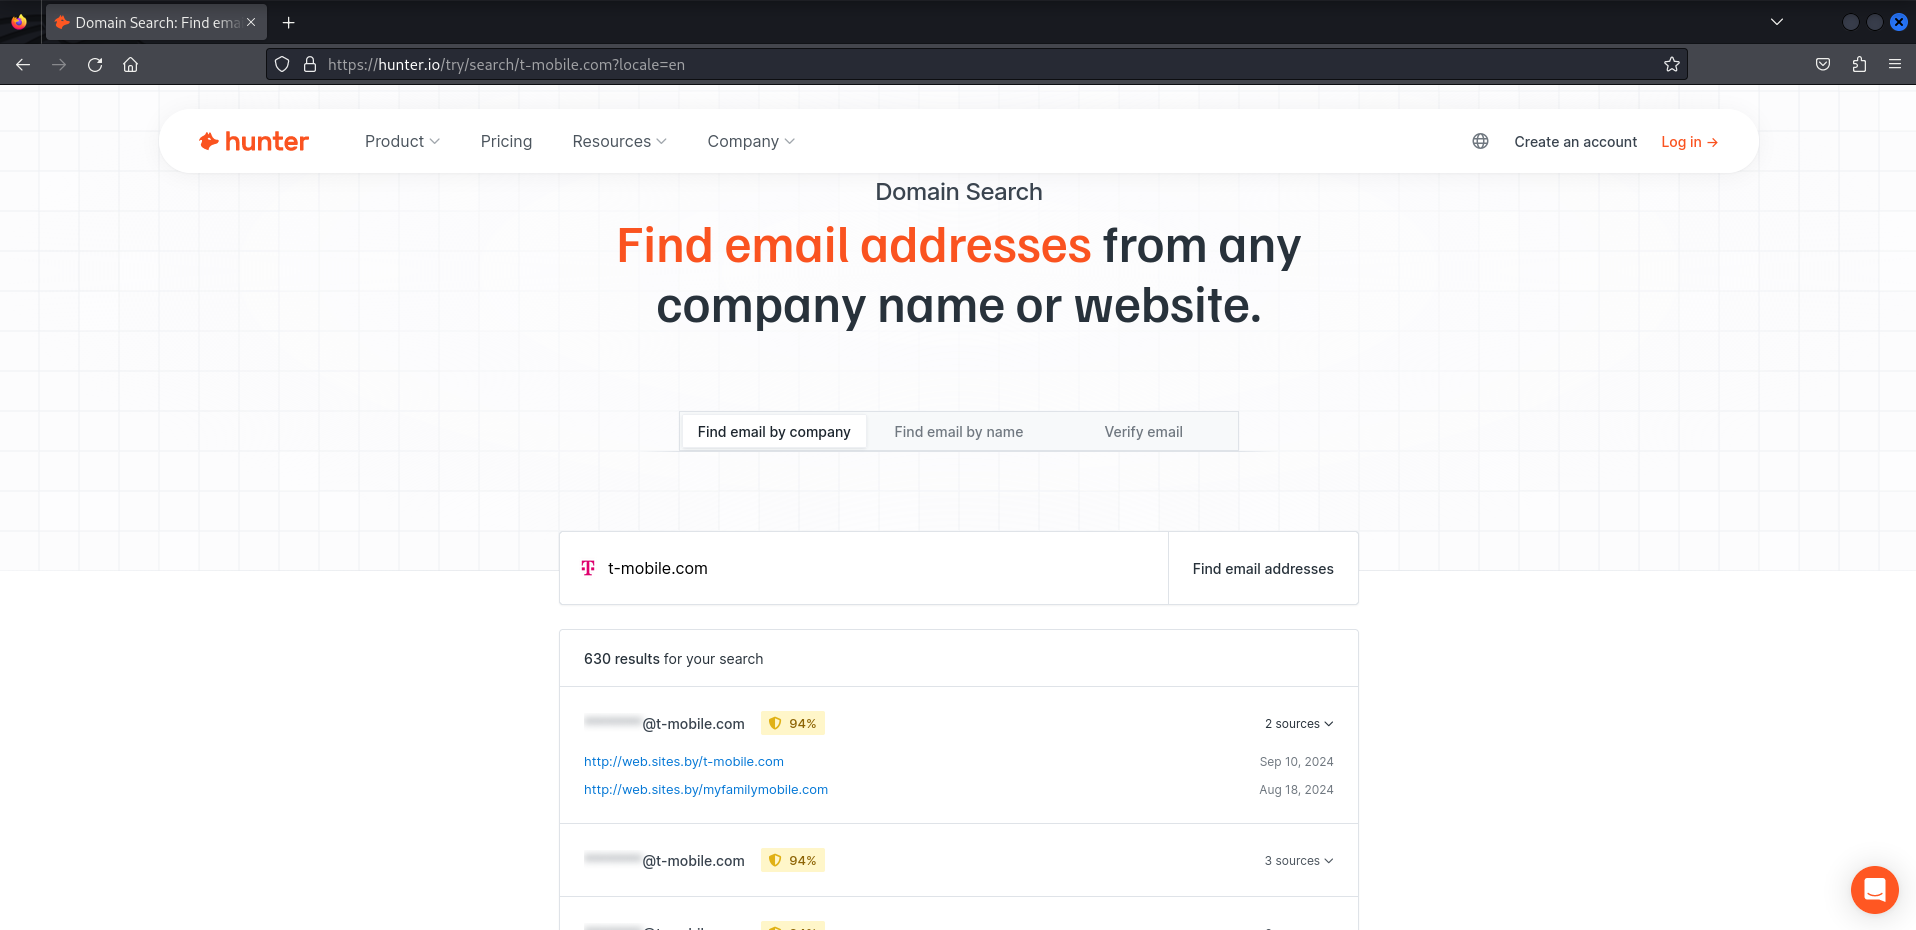 Domain Search: Find ema
https://hunter.io/try/search/t-mobile.com?locale=en
hunter Product Pricing Resources Company Create an account Log in →
Domain Search
Find email addresses from any
company name or website.
Find email by company Find email by name Verify email
t-mobile.com Find email addresses
630 results for your search
@t-mobile.com 94% 2 sources
http://web.sites.by/t-mobile.com Sep 10, 2024
http://web.sites.by/myfamilymobile.com Aug 18, 2024
@t-mobile.com 94% 3 sources